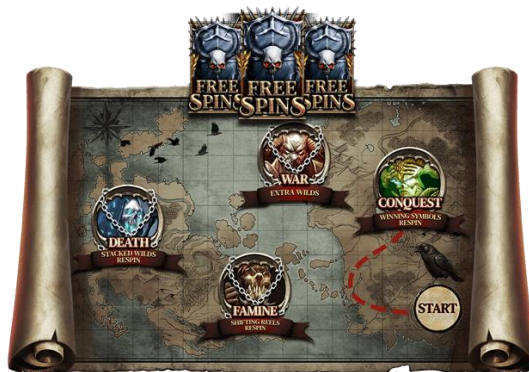 FREE
SPINS
FREE
SPINS
FREE
SPINS
WAR
EXTRA WILDS
CONQUEST
WINNING SYMBOLS
RESPIN
DEATH
STACKED WILDS
RESPIN
FAMINE
SHIFTING REELS
RESPIN
START